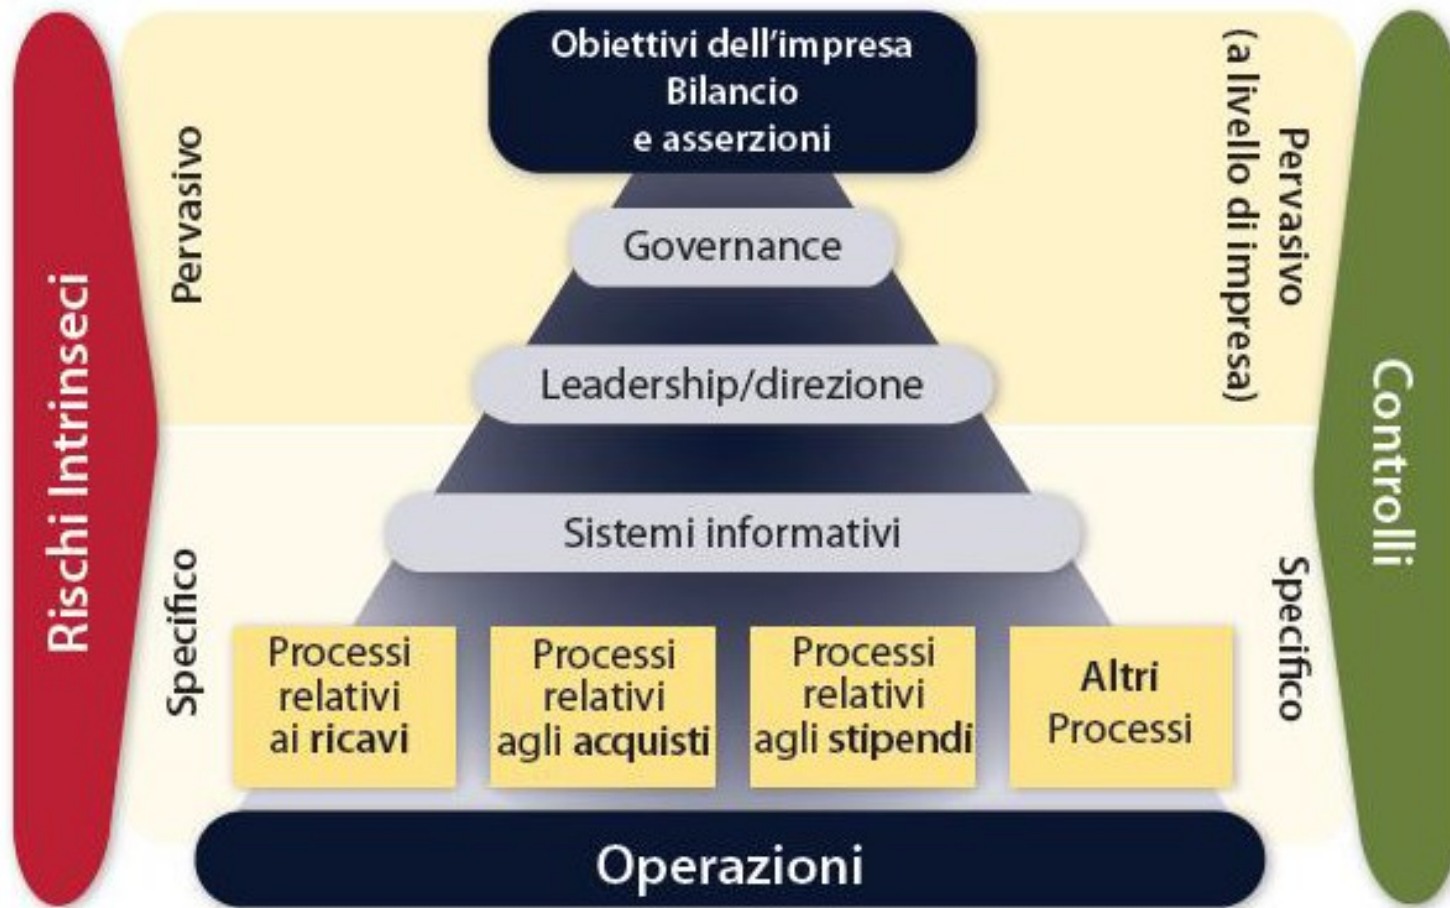 Obiettivi dell'impresa
Bilancio
e asserzioni
Rischi Intrinseci
Pervasivo
Governance
Leadership/direzione
Pervasivo
(a livello di impresa)
Controlli
Specifico
Sistemi informativi
Specifico
Processi
relativi
ai ricavi
Processi
relativi
agli acquisti
Processi
relativi
agli stipendi
Altri
Processi
Operazioni